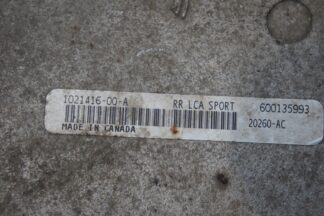 1021416-00-A RR LCA SPORT 600135993
MADE IN CANADA 20260-AC